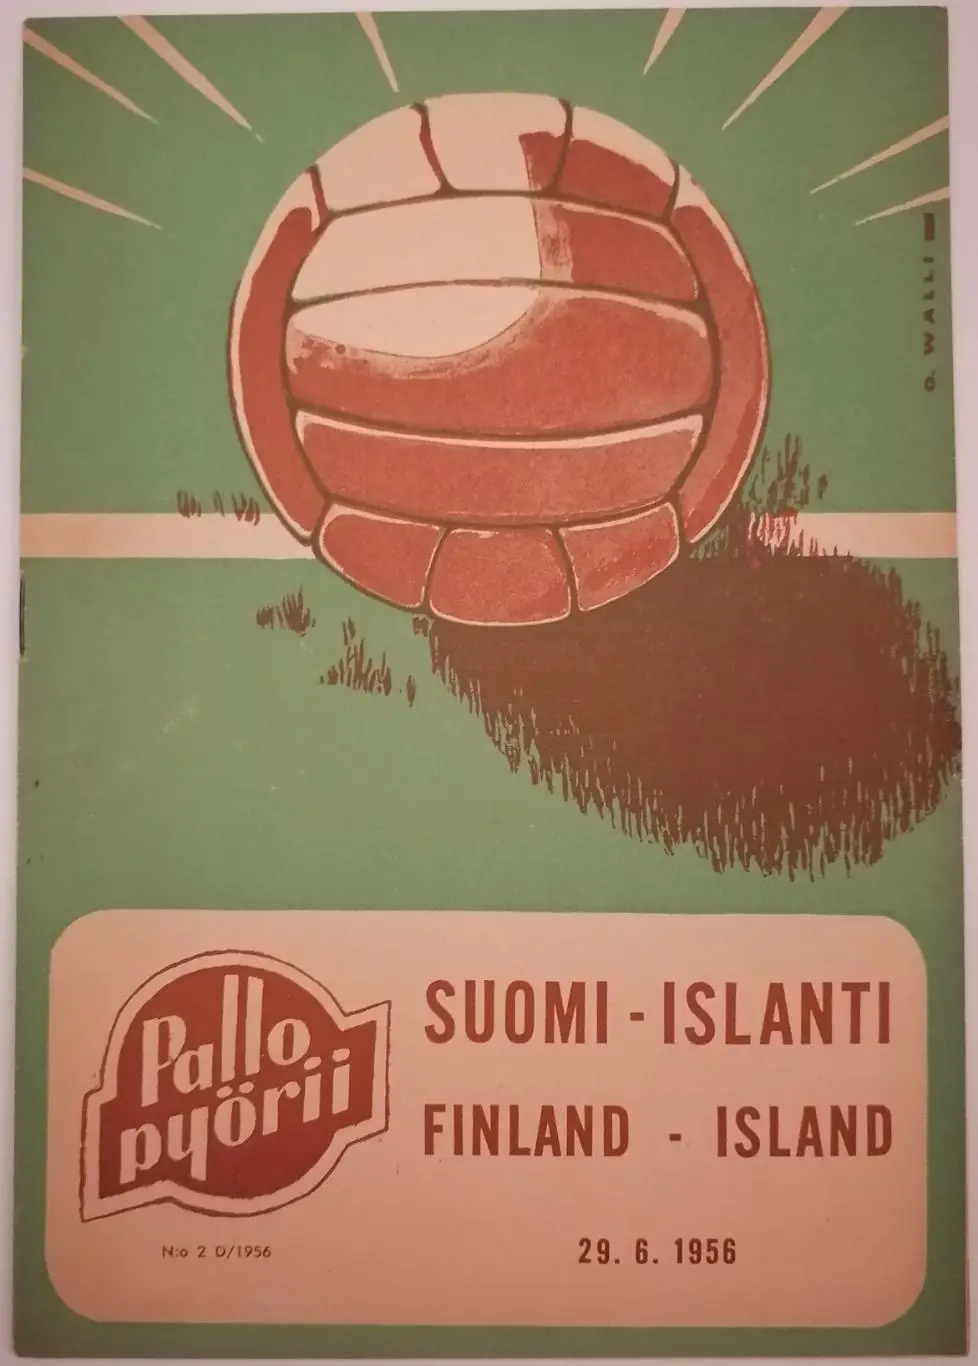 O. WALLI
Pallo
pyörii
SUOMI - ISLANTI
FINLAND - ISLAND
N:o 2 D/1956
29. 6. 1956